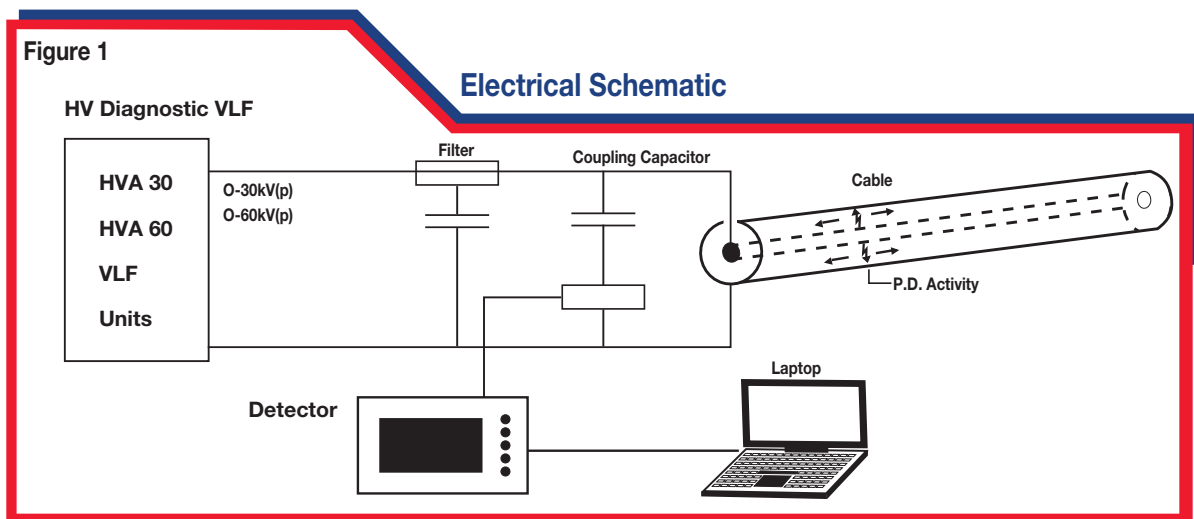 Figure 1
Electrical Schematic
HV Diagnostic VLF
HVA 30
HVA 60
VLF
Units
O-30kV(p)
O-60kV(p)
Filter
Coupling Capacitor
Cable
P.D. Activity
Detector
Laptop